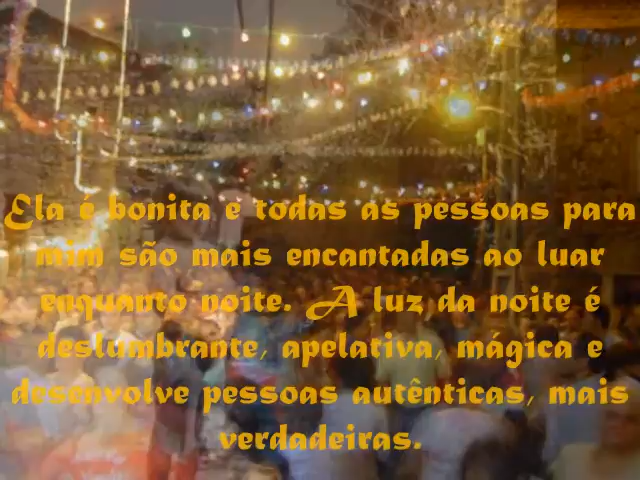 Ela é bonita e todas as pessoas para
mim são mais encantadas ao luar
enquanto noite. A luz da noite é
deslumbrante, apelativa, mágica e
desenvolve pessoas autênticas, mais
verdadeiras.